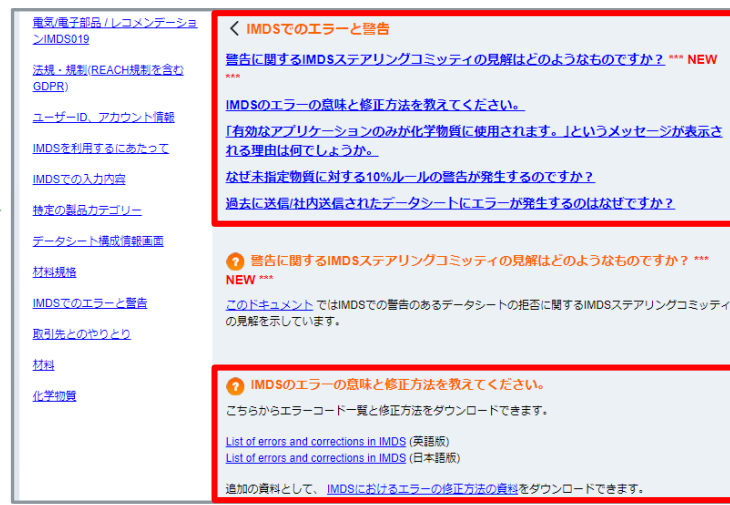 電気/電子部品 / レコメンデーショ
ンIMDS019
法規・規制(REACH規制を含む
GDPR)
ユーザーID、アカウント情報
IMDSを利用するにあたって
IMDSでの入力内容
特定の製品カテゴリー
データシート構成情報画面
材料規格
IMDSでのエラーと警告
取引先とのやりとり
材料
化学物質
IMDSでのエラーと警告
警告に関するIMDSステアリングコミッティの見解はどのようなものですか？ *** NEW
***
IMDSのエラーの意味と修正方法を教えてください。
「有効なアプリケーションのみが化学物質に使用されます。」というメッセージが表示さ
れる理由は何でしょうか。
なぜ未指定物質に対する10%ルールの警告が発生するのですか？
過去に送信/社内送信されたデータシートにエラーが発生するのはなぜですか？
? 警告に関するIMDSステアリングコミッティの見解はどのようなものですか？ ***
NEW ***
このドキュメント ではIMDSでの警告のあるデータシートの拒否に関するIMDSステアリングコミッティ
の見解を示しています。
? IMDSのエラーの意味と修正方法を教えてください。
こちらからエラーコード一覧と修正方法をダウンロードできます。
List of errors and corrections in IMDS (英語版)
List of errors and corrections in IMDS (日本語版)
追加の資料として、 IMDSにおけるエラーの修正方法の資料をダウンロードできます。